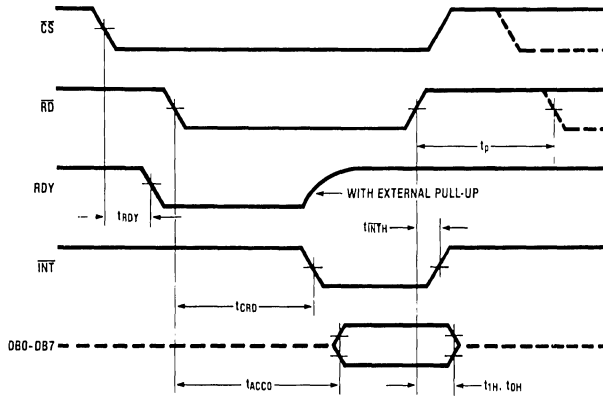 CS
RD
tp
RDY
WITH EXTERNAL PULL-UP
tRDY
tINTH
INT
tCRD
DB0-DB7
tACC0
t1H, t0H